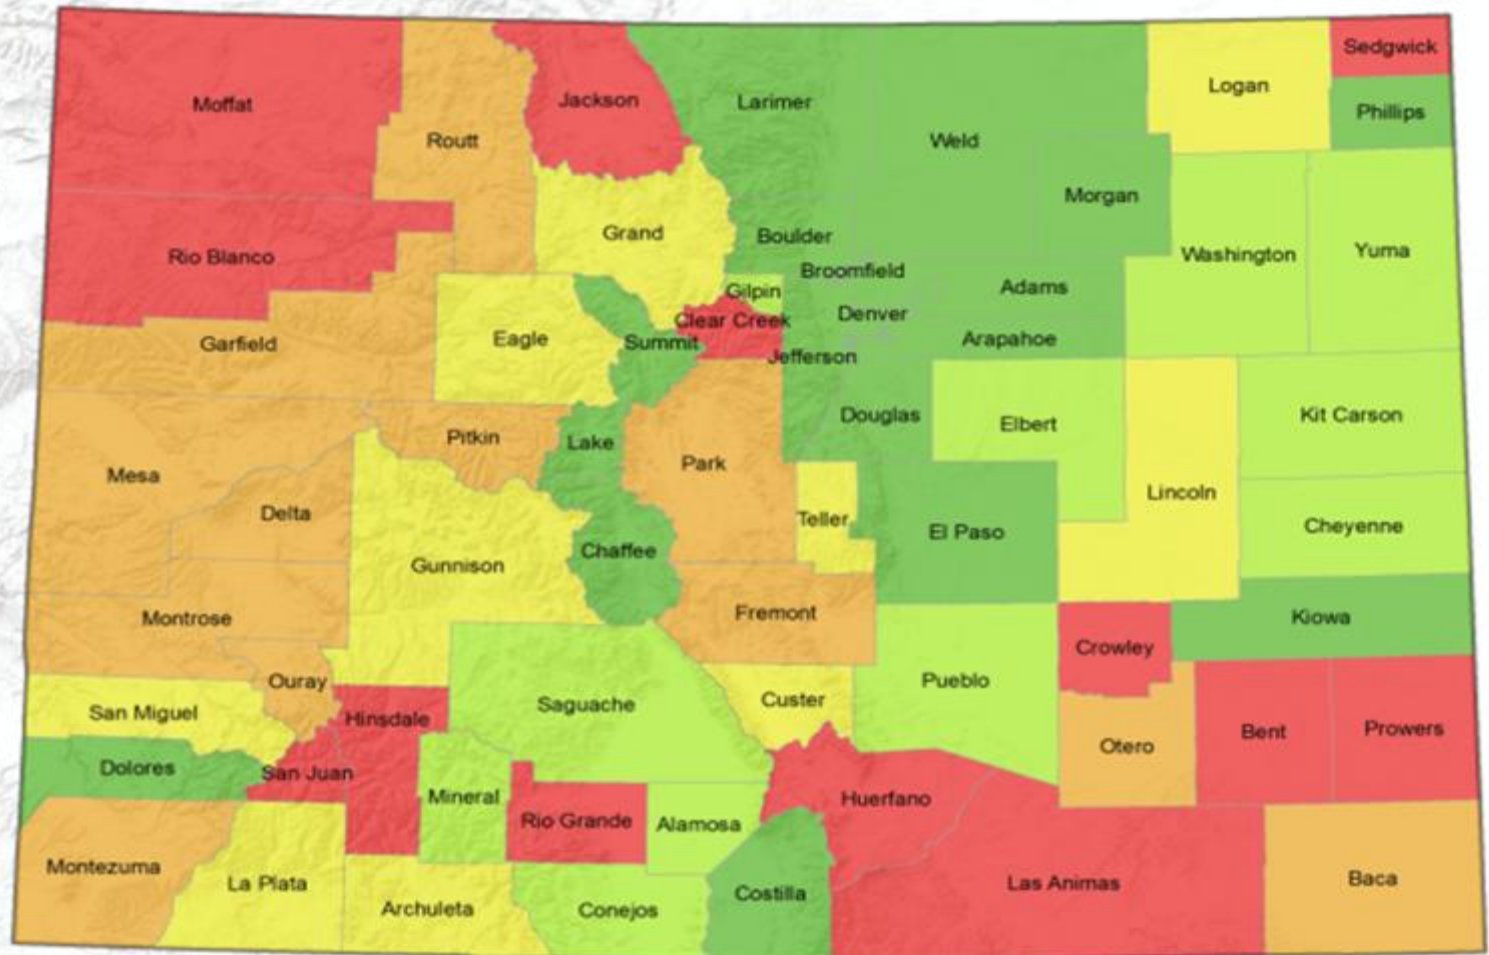 Sedgwick
Logan
Moffat
Jackson
Larimer
Phillips
Routt
Weld
Morgan
Grand
Boulder
Rio Blanco
Washington
Yuma
Broomfield
Gilpin
Adams
Denver
Clear Creek
Garfield
Eagle
Summit
Arapahoe
Jefferson
Douglas
Kit Carson
Elbert
Pitkin
Lake
Park
Mesa
Lincoln
Delta
Teller
Cheyenne
El Paso
Chaffee
Gunnison
Fremont
Montrose
Kiowa
Crowley
Ouray
Pueblo
Custer
Saguache
San Miguel
Hinsdale
Prowers
Bent
Otero
Dolores
San Juan
Mineral
Huerfano
Rio Grande
Alamosa
Montezuma
La Plata
Las Animas
Baca
Costilla
Archuleta
Conejos